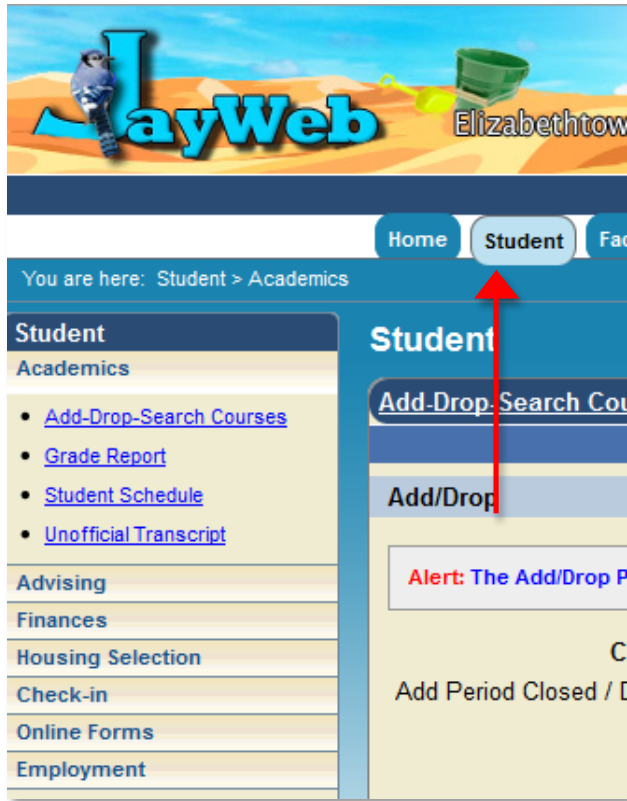 JayWeb
Elizabethtow
Home Student Fac
You are here: Student > Academics
Student
Academics
Add-Drop-Search Courses
Grade Report
Student Schedule
Unofficial Transcript
Advising
Finances
Housing Selection
Check-in
Online Forms
Employment
Student
Add-Drop-Search Cou
Add/Drop
Alert: The Add/Drop P
C
Add Period Closed / D